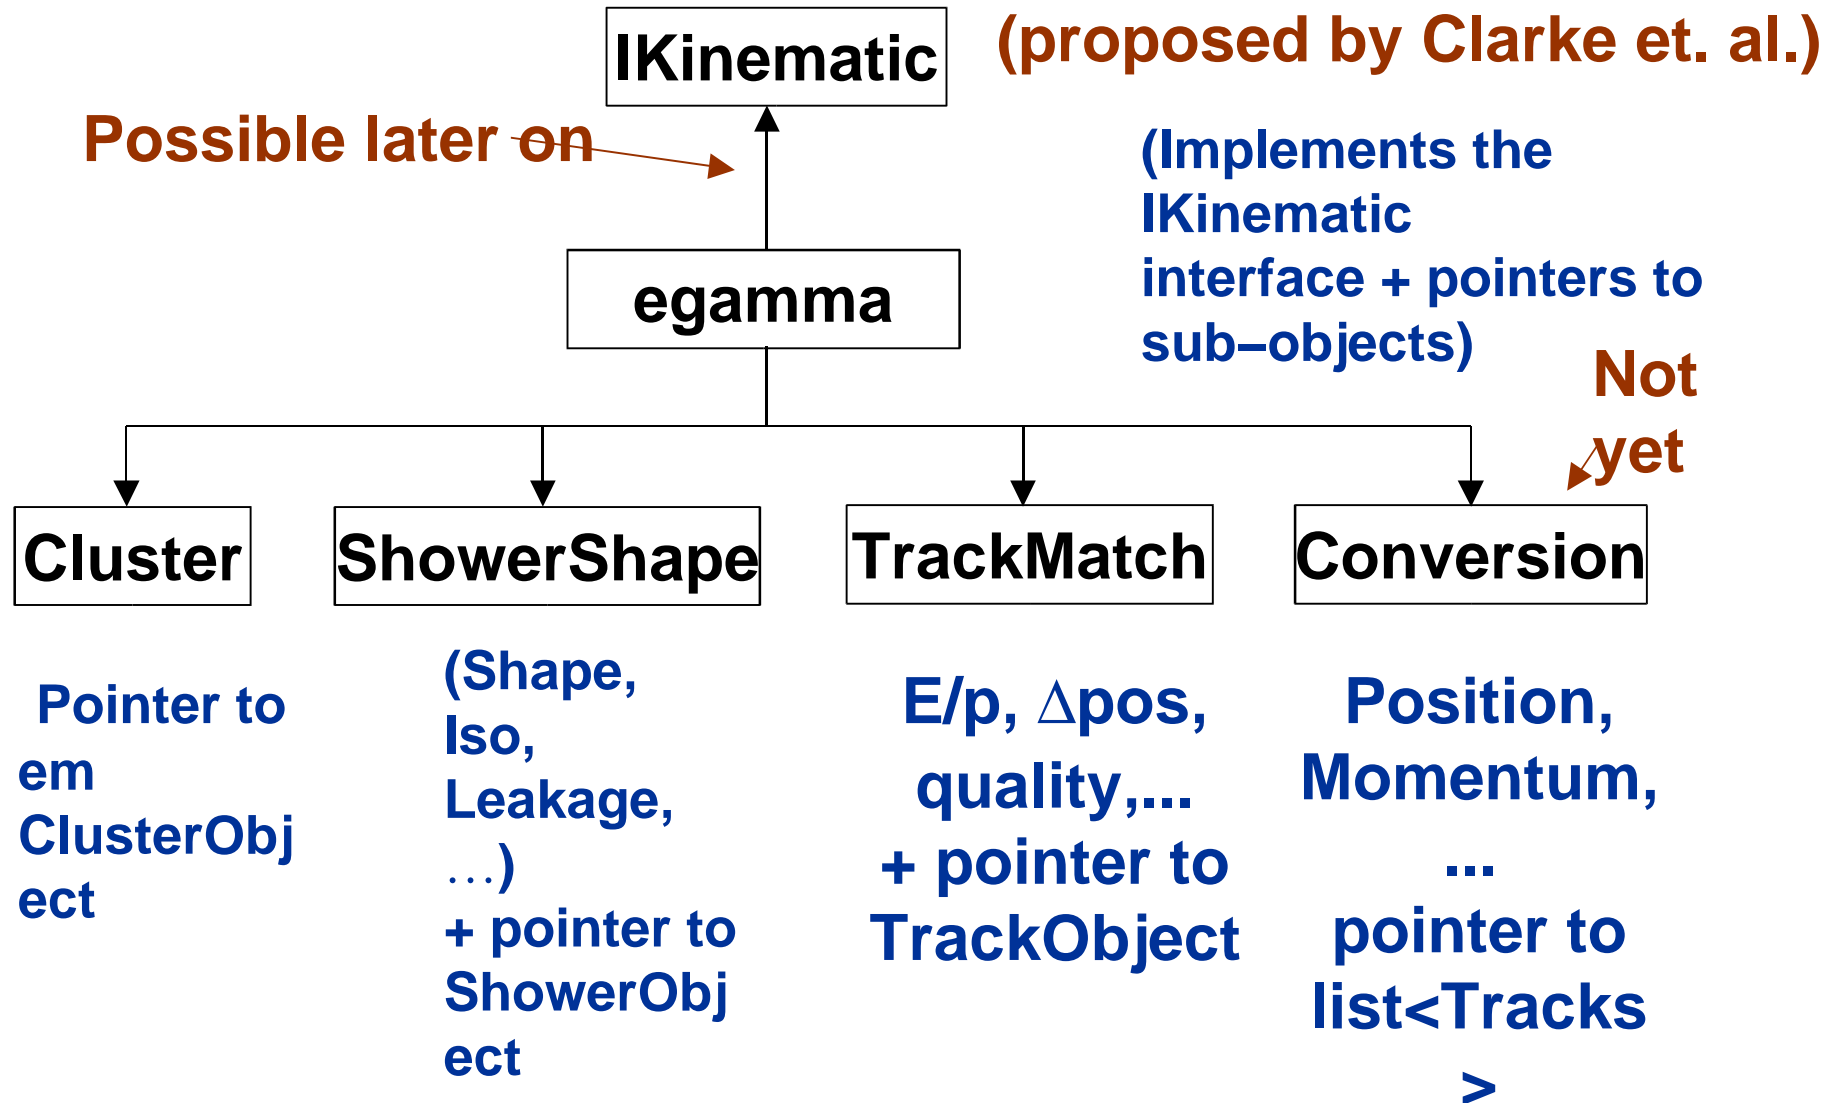 IKinematic
(proposed by Clarke et. al.)
Possible later on
(Implements the
IKinematic
interface + pointers to
sub–objects)
egamma
Not
yet
Cluster
ShowerShape
TrackMatch
Conversion
Pointer to
em
ClusterObj
ect
(Shape,
Iso,
Leakage,
…)
+ pointer to
ShowerObj
ect
E/p, Δpos,
quality,...
+ pointer to
TrackObject
Position,
Momentum,
...
pointer to
list<Tracks
>